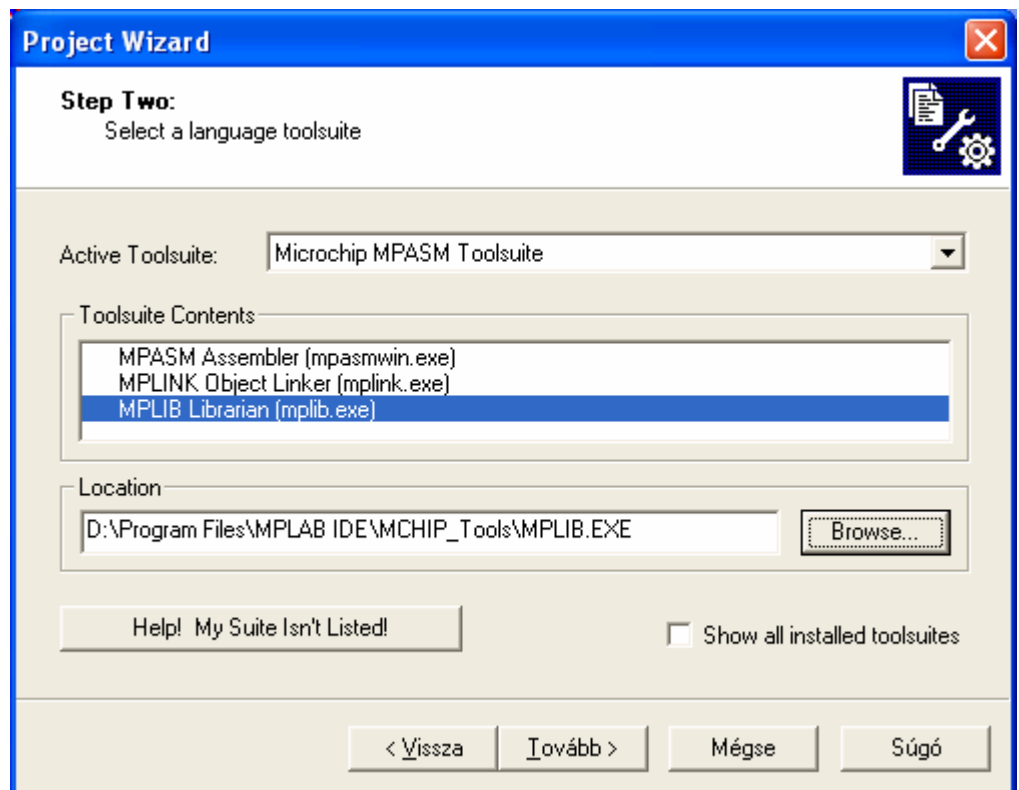 Project Wizard
Step Two:
Select a language toolsuite
Active Toolsuite: Microchip MPASM Toolsuite
Toolsuite Contents
MPASM Assembler (mpasmwin.exe)
MPLINK Object Linker (mplink.exe)
MPLIB Librarian (mplib.exe)
Location
D:\Program Files\MPLAB IDE\MCHIP_Tools\MPLIB.EXE Browse...
Help! My Suite Isn't Listed! Show all installed toolsuites
< Vissza Tovább > Mégse Súgó